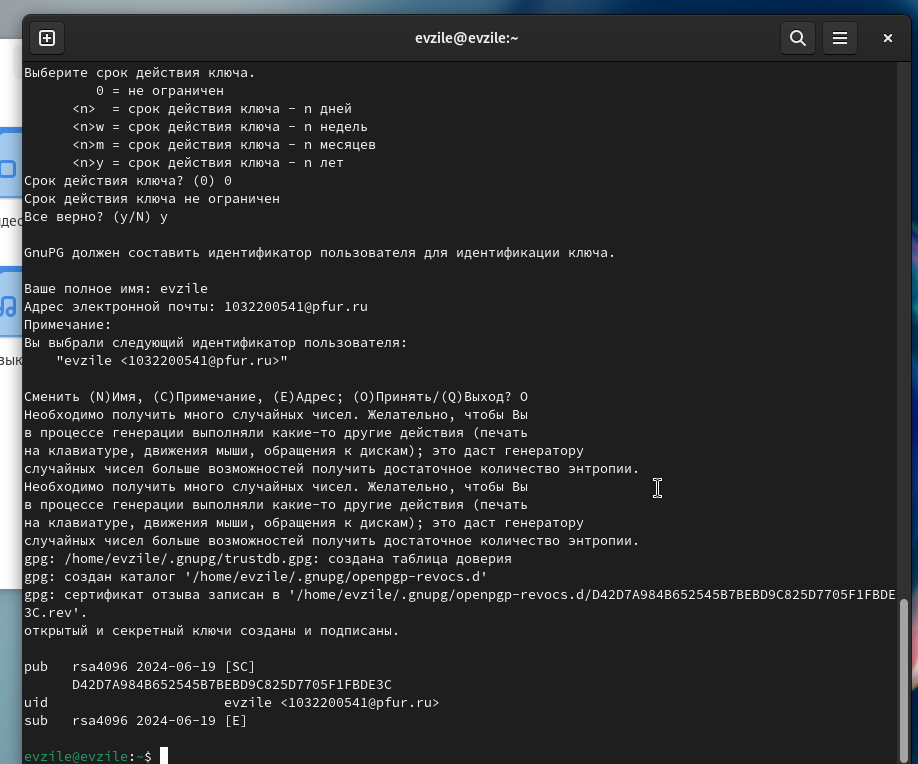 evzile@evzile:~
Выберите срок действия ключа.
0 = не ограничен
<n>  = срок действия ключа - n дней
<n>w = срок действия ключа - n недель
<n>m = срок действия ключа - n месяцев
<n>y = срок действия ключа - n лет
Срок действия ключа? (0) 0
Срок действия ключа не ограничен
Все верно? (y/N) y
GnuPG должен составить идентификатор пользователя для идентификации ключа.
Ваше полное имя: evzile
Адрес электронной почты: 1032200541@pfur.ru
Примечание:
Вы выбрали следующий идентификатор пользователя:
"evzile <1032200541@pfur.ru>"
Сменить (N)Имя, (C)Примечание, (E)Адрес; (O)Принять/(Q)Выход? O
Необходимо получить много случайных чисел. Желательно, чтобы Вы
в процессе генерации выполняли какие-то другие действия (печать
на клавиатуре, движения мыши, обращения к дискам); это даст генератору
случайных чисел больше возможностей получить достаточное количество энтропии.
Необходимо получить много случайных чисел. Желательно, чтобы Вы
в процессе генерации выполняли какие-то другие действия (печать
на клавиатуре, движения мыши, обращения к дискам); это даст генератору
случайных чисел больше возможностей получить достаточное количество энтропии.
gpg: /home/evzile/.gnupg/trustdb.gpg: создана таблица доверия
gpg: создан каталог '/home/evzile/.gnupg/openpgp-revocs.d'
gpg: сертификат отзыва записан в '/home/evzile/.gnupg/openpgp-revocs.d/D42D7A984B652545B7BEBD9C825D7705F1FBDE
3C.rev'.
открытый и секретный ключи созданы и подписаны.
pub   rsa4096 2024-06-19 [SC]
D42D7A984B652545B7BEBD9C825D7705F1FBDE3C
uid                      evzile <1032200541@pfur.ru>
sub   rsa4096 2024-06-19 [E]
evzile@evzile:~$